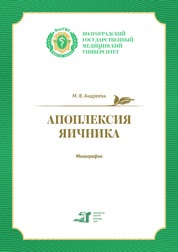 ВОЛГОГРАДСКИЙ
ГОСУДАРСТВЕННЫЙ
МЕДИЦИНСКИЙ
УНИВЕРСИТЕТ
М. В. Андреева
АПОПЛЕКСИЯ
ЯИЧНИКА
Монография